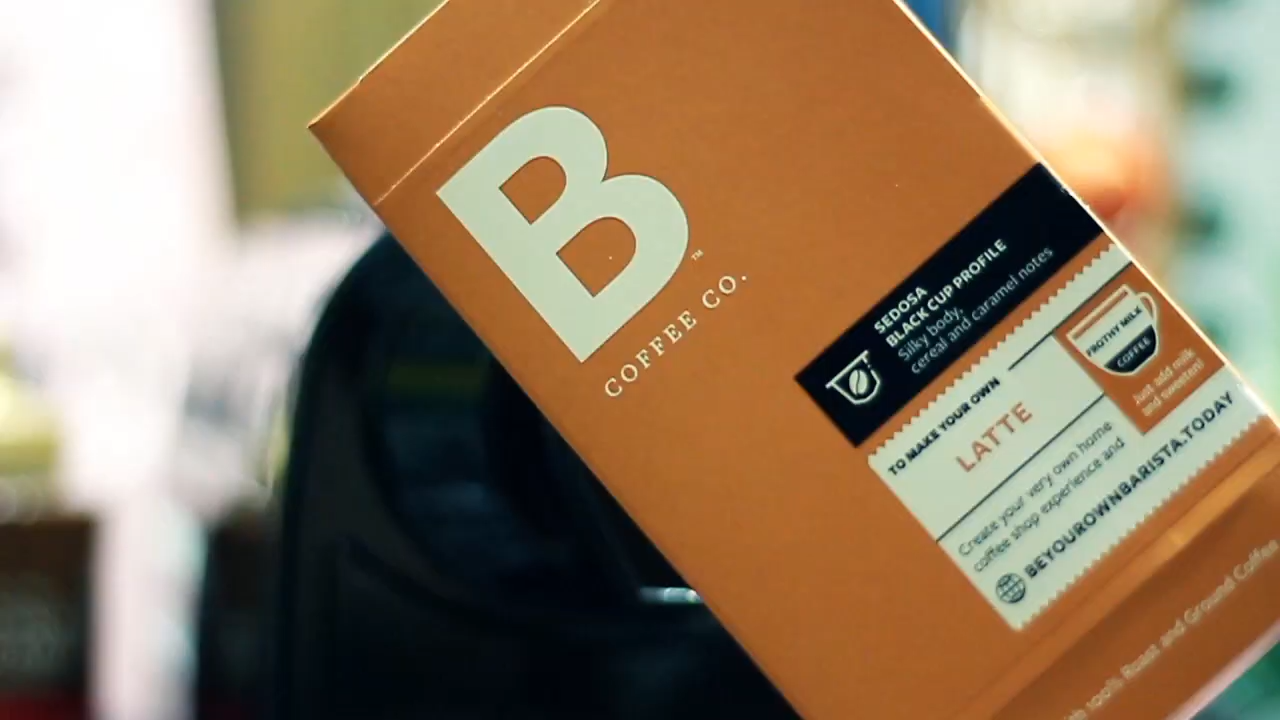 B™
COFFEE CO.
SEDOSA
BLACK CUP PROFILE
Silky body,
cereal and caramel notes
TO MAKE YOUR OWN
LATTE
FROTHY MILK
COFFEE
Just add milk
and sweeten!
Create your very own home
coffee shop experience and
BEYOUROWNBARISTA.TODAY
100% Roast and Ground Coffee